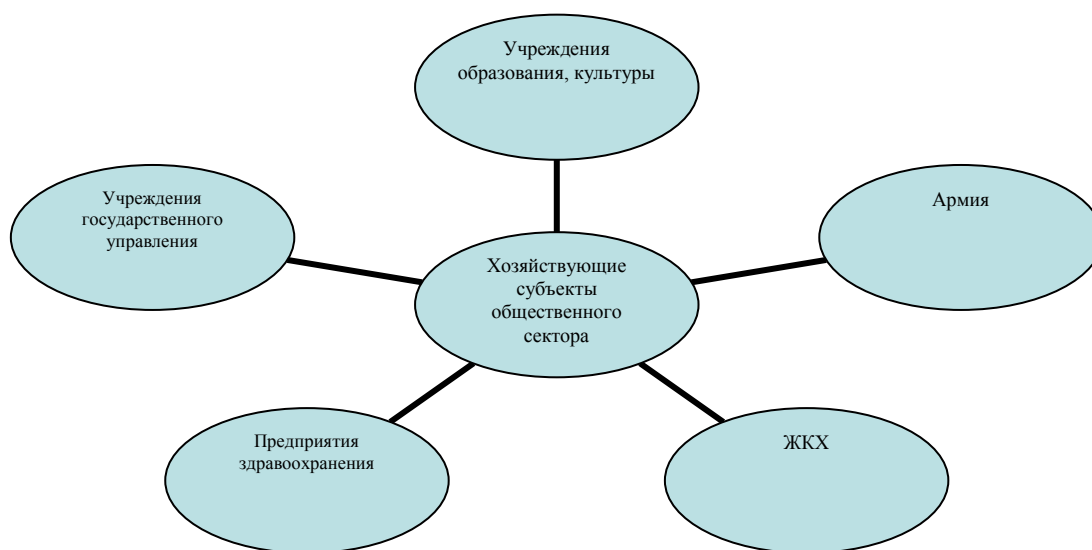 Учреждения
образования, культуры
Учреждения
государственного
управления
Армия
Хозяйствующие
субъекты
общественного
сектора
Предприятия
здравоохранения
ЖКХ